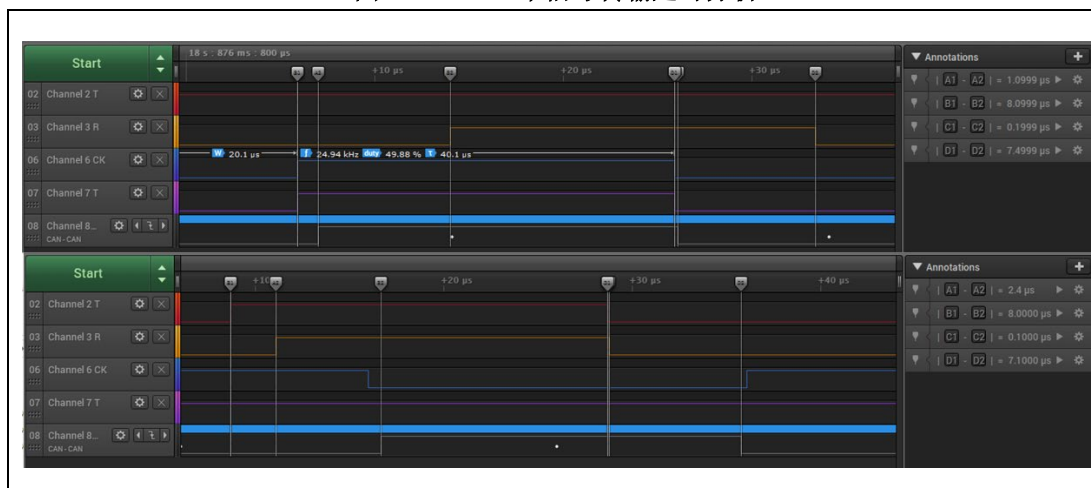 Start
18 s : 876 ms : 800 µs
+10 µs
+20 µs
+30 µs
02 Channel 2 T
03 Channel 3 R
06 Channel 6 CK
07 Channel 7 T
08 Channel 8...
CAN - CAN
W 20.1 µs
f 24.94 kHz duty 49.88 % T 40.1 µs
Annotations
| A1 - A2 | = 1.0999 µs
| B1 - B2 | = 8.0999 µs
| C1 - C2 | = 0.1999 µs
| D1 - D2 | = 7.4999 µs
Start
+20 µs
+30 µs
+40 µs
02 Channel 2 T
03 Channel 3 R
06 Channel 6 CK
07 Channel 7 T
08 Channel 8...
CAN - CAN
Annotations
| A1 - A2 | = 2.4 µs
| B1 - B2 | = 8.0000 µs
| C1 - C2 | = 0.1000 µs
| D1 - D2 | = 7.1000 µs